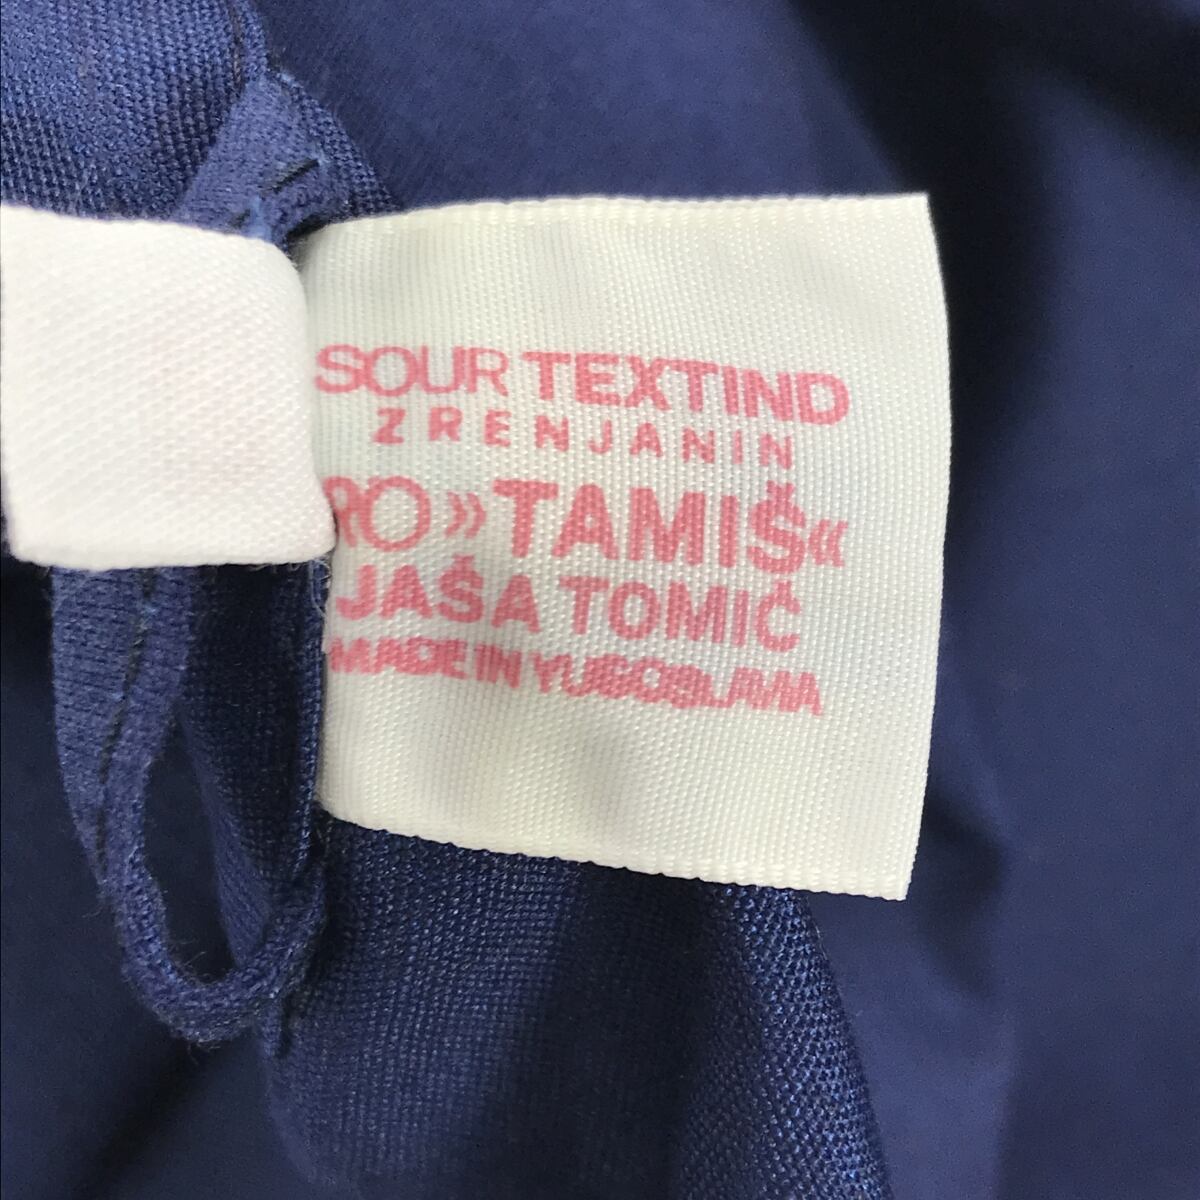 SOUR TEXTIND
ZRENJANIN
RO »TAMIŠ«
JAŠA TOMIĆ
MADE IN YUGOSLAVIA